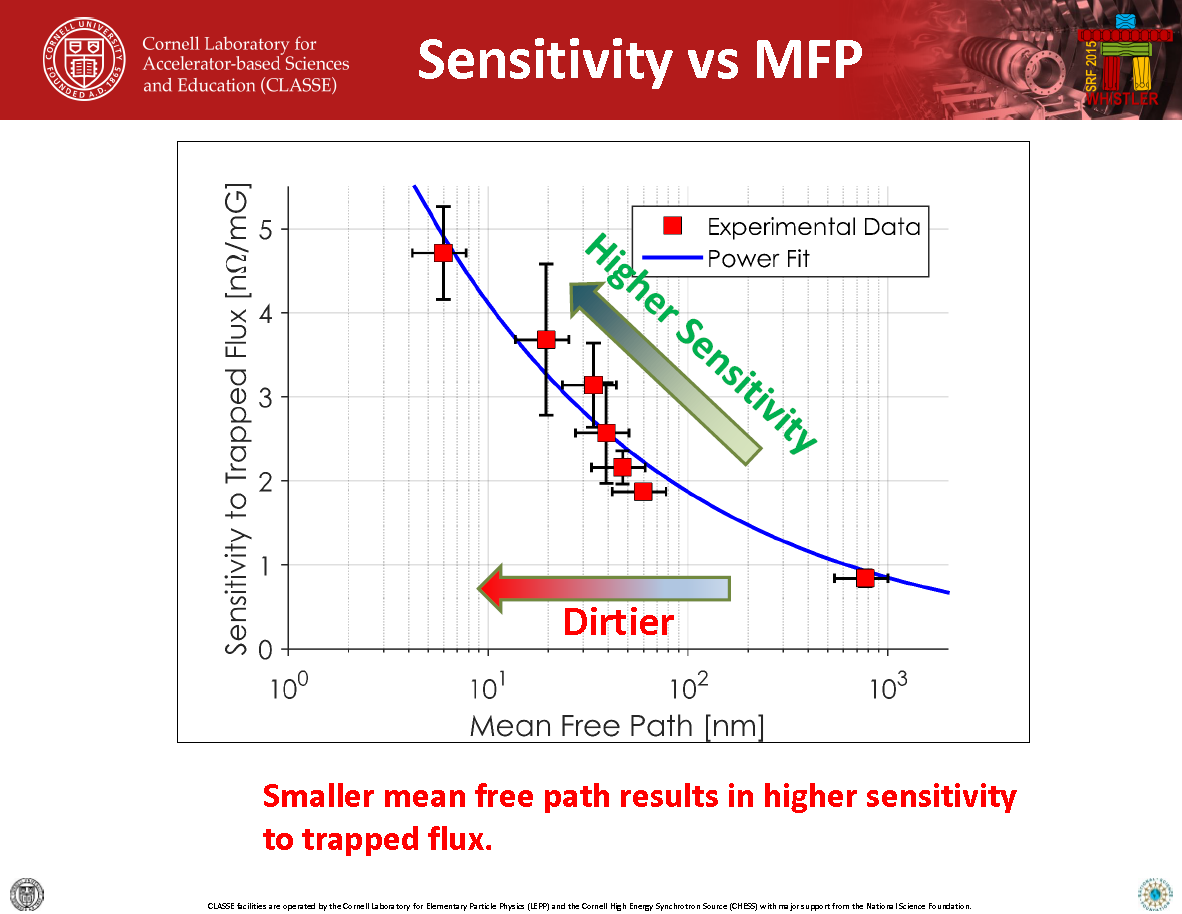 CORNELL UNIVERSITY
FOUNDED A.D. 1865
Cornell Laboratory for
Accelerator-based Sciences
and Education (CLASSE)
Sensitivity vs MFP
SRF 2015
WHISTLER
Sensitivity to Trapped Flux [nΩ/mG]
5
4
3
2
1
0
Experimental Data
Power Fit
Higher Sensitivity
Dirtier
10⁰
10¹
10²
10³
Mean Free Path [nm]
Smaller mean free path results in higher sensitivity
to trapped flux.
CLASSE facilities are operated by the Cornell Laboratory for Elementary Particle Physics (LEPP) and the Cornell High Energy Synchrotron Source (CHESS) with major support from the National Science Foundation.